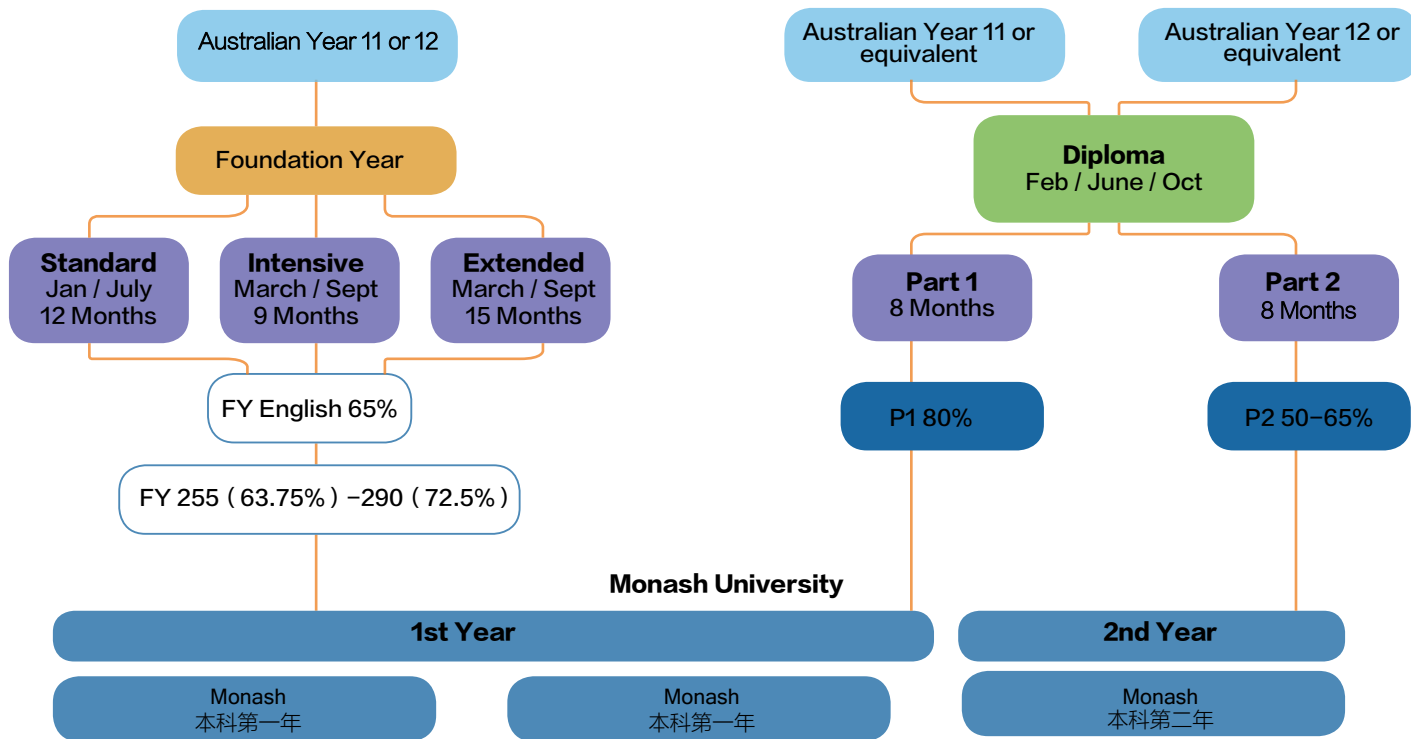 Australian Year 11 or 12
Australian Year 11 or
equivalent
Australian Year 12 or
equivalent
Foundation Year
Diploma
Feb / June / Oct
Standard
Jan / July
12 Months
Intensive
March / Sept
9 Months
Extended
March / Sept
15 Months
Part 1
8 Months
Part 2
8 Months
FY English 65%
P1 80%
P2 50-65%
FY 255（63.75%）-290（72.5%）
Monash University
1st Year
2nd Year
Monash
本科第一年
Monash
本科第一年
Monash
本科第二年